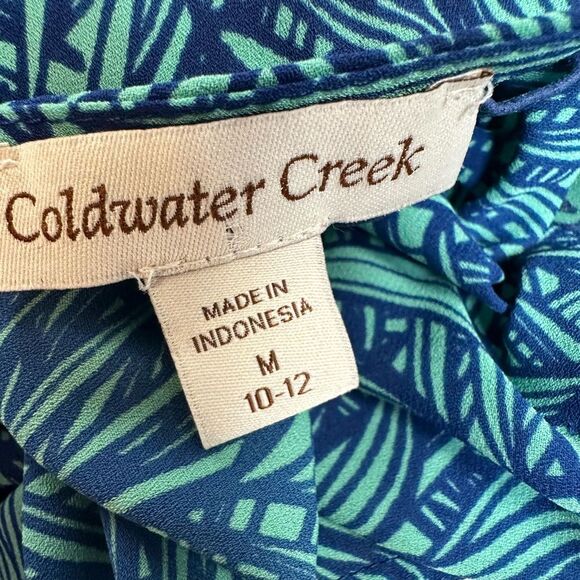 Coldwater Creek
MADE IN
INDONESIA
M
10-12